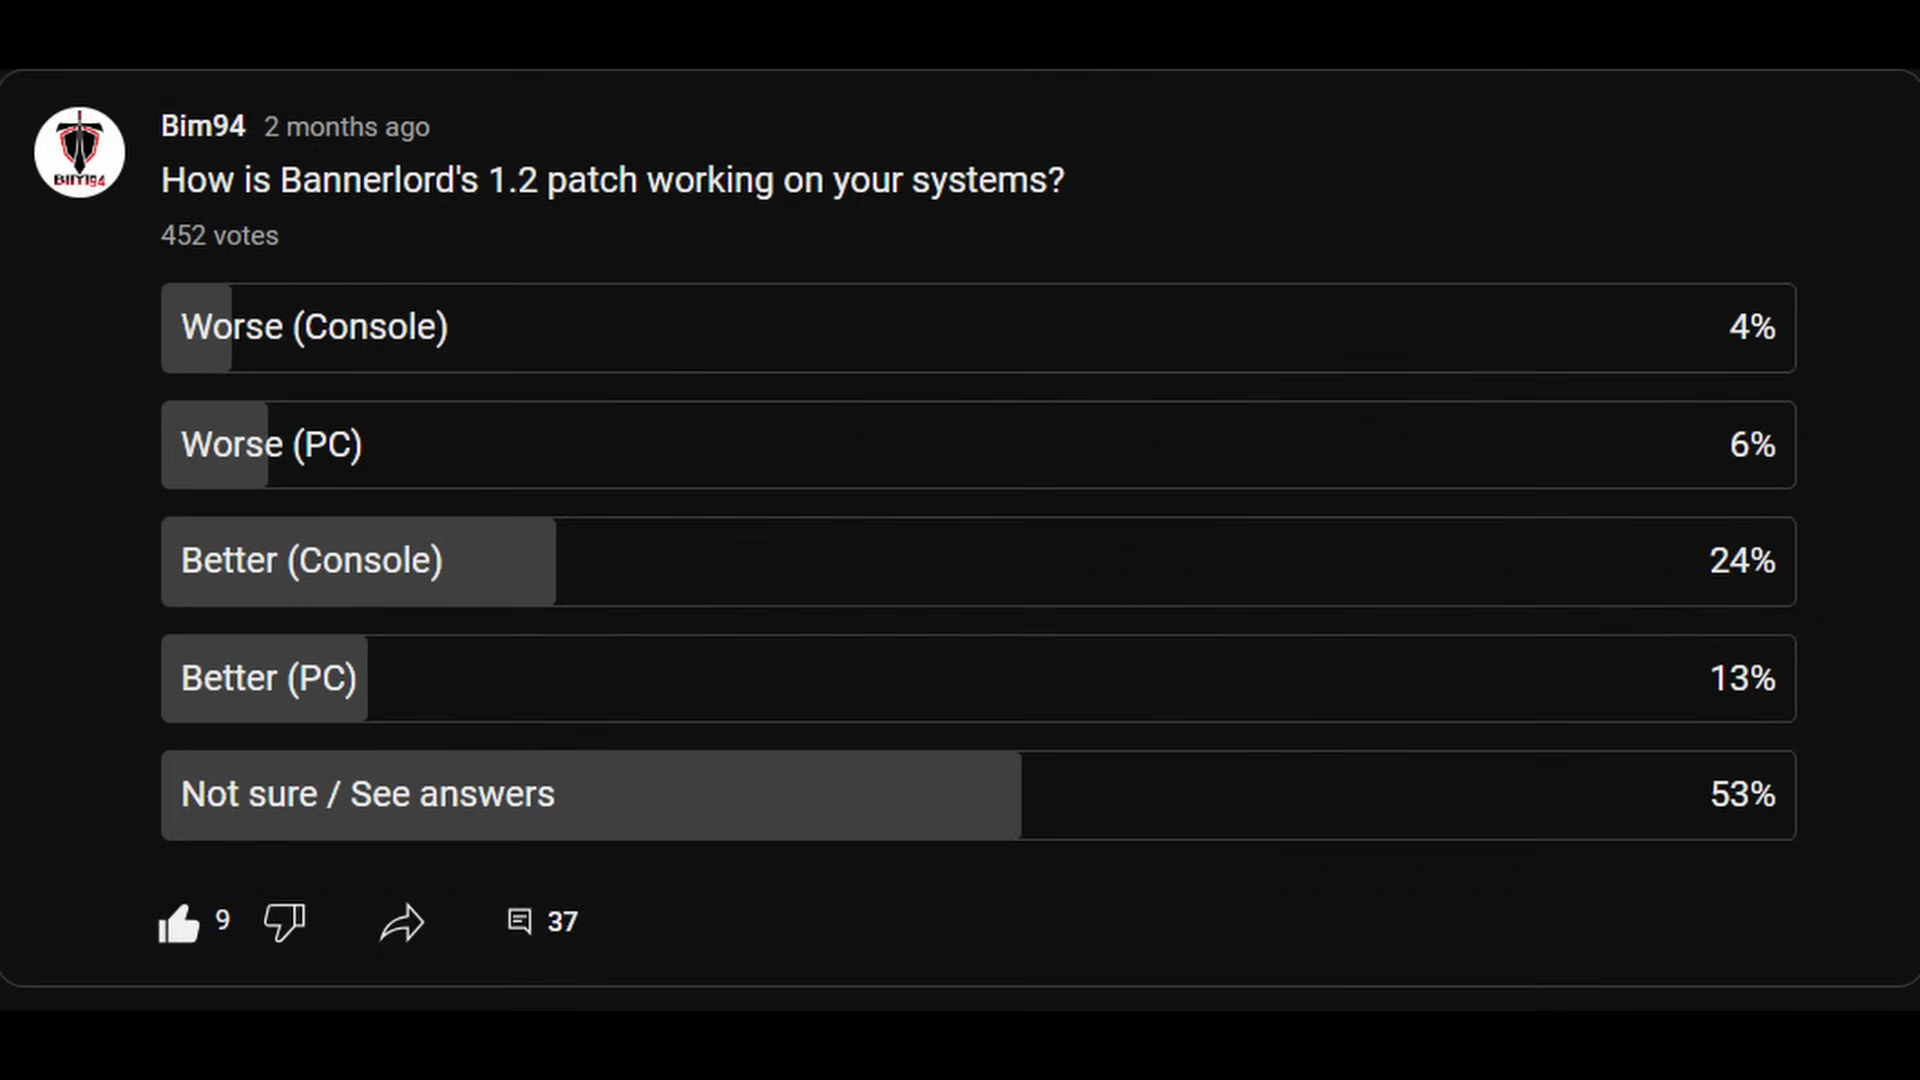 Bim94 2 months ago
How is Bannerlord's 1.2 patch working on your systems?
452 votes
Worse (Console) 4%
Worse (PC) 6%
Better (Console) 24%
Better (PC) 13%
Not sure / See answers 53%
9 37
BIM94